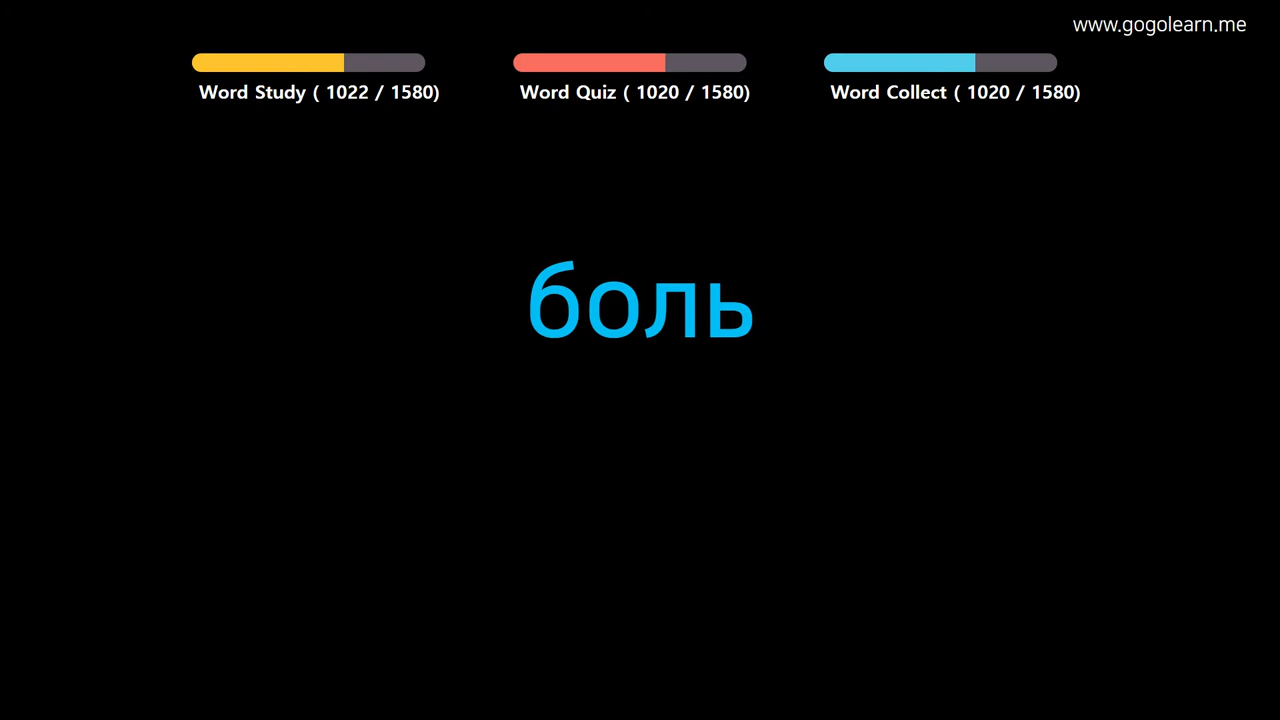 www.gogolearn.me
Word Study ( 1022 / 1580)
Word Quiz ( 1020 / 1580)
Word Collect ( 1020 / 1580)
боль